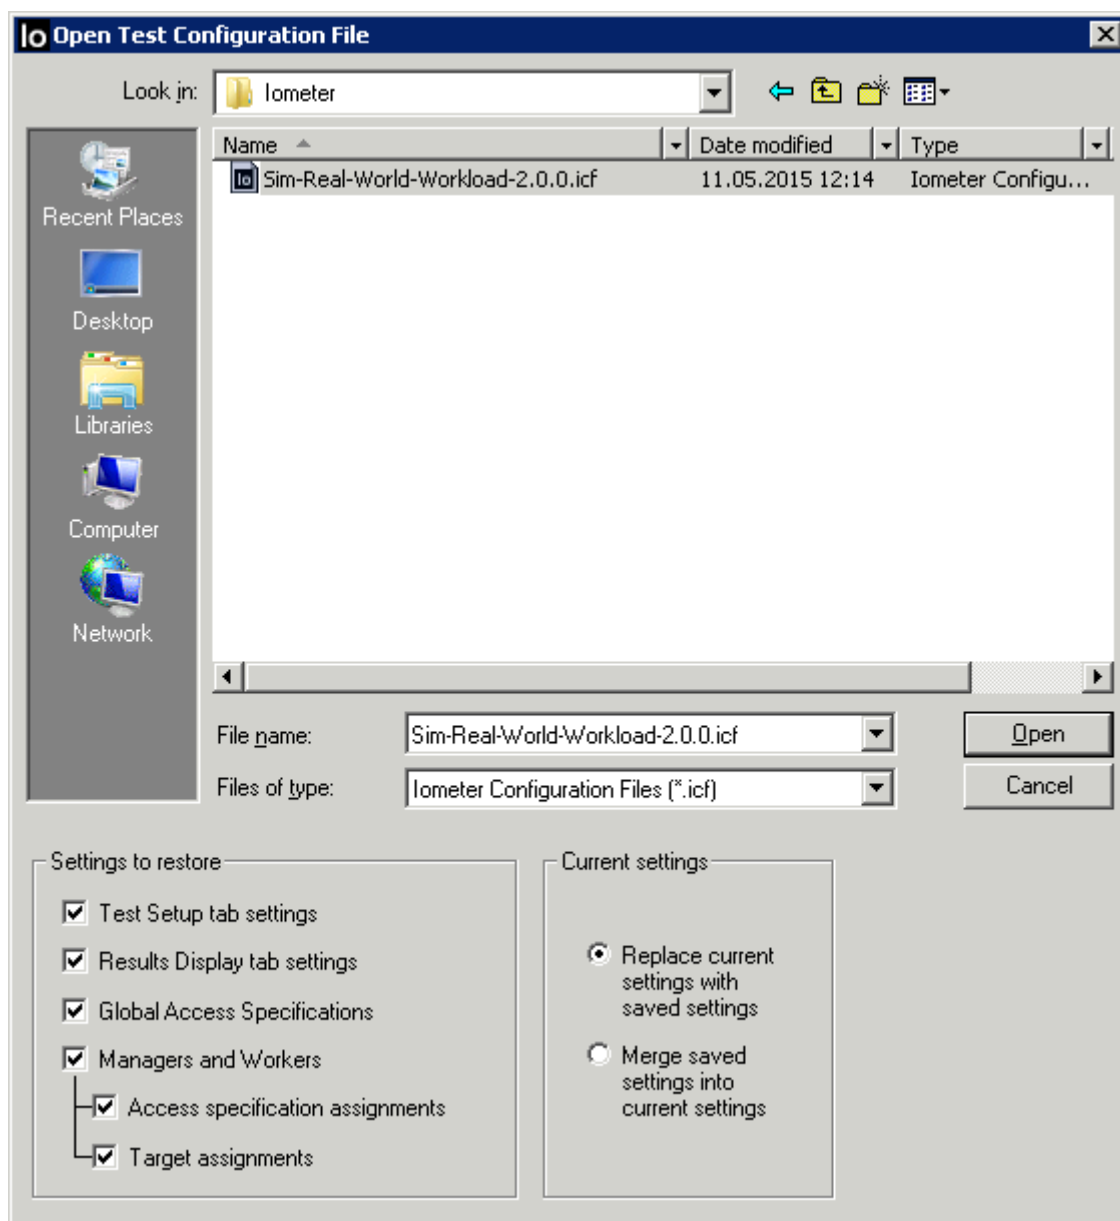 Io Open Test Configuration File
Look in: Iometer
Name Date modified Type
Io Sim-Real-World-Workload-2.0.0.icf 11.05.2015 12:14 Iometer Configu...
Recent Places
Desktop
Libraries
Computer
Network
File name: Sim-Real-World-Workload-2.0.0.icf Open
Files of type: Iometer Configuration Files (*.icf) Cancel
Settings to restore
Test Setup tab settings
Results Display tab settings
Global Access Specifications
Managers and Workers
Access specification assignments
Target assignments
Current settings
Replace current
settings with
saved settings
Merge saved
settings into
current settings